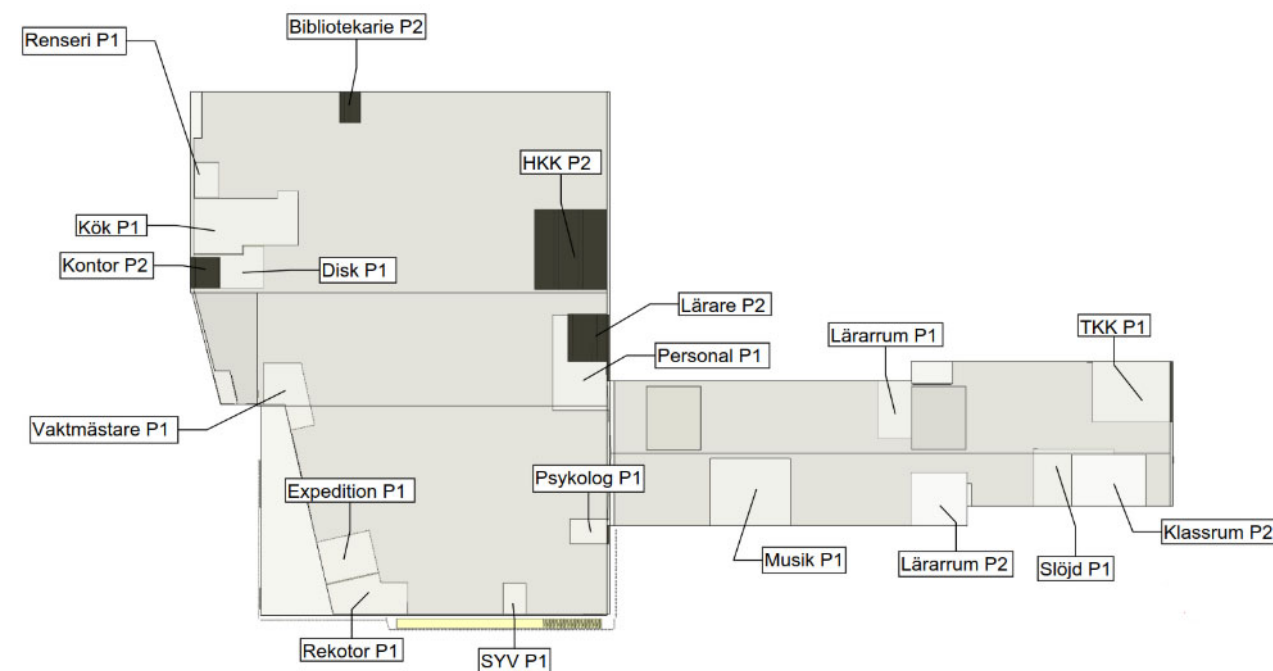 Bibliotekarie P2
Renseri P1
HKK P2
Kök P1
Kontor P2
Disk P1
Lärare P2
Lärarrum P1
TKK P1
Personal P1
Vaktmästare P1
Psykolog P1
Expedition P1
Klassrum P2
Musik P1
Lärarrum P2
Slöjd P1
Rekotor P1
SYV P1